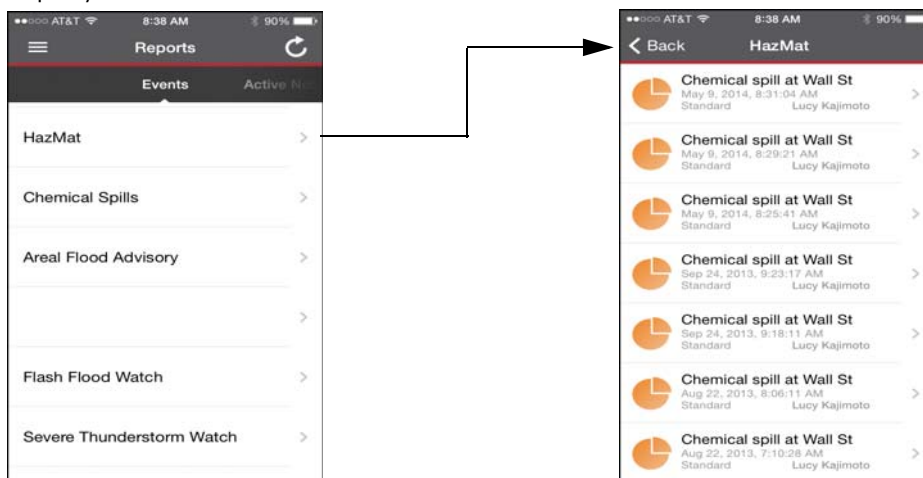 AT&T 8:38 AM 90%
Reports
Events Active
HazMat
Chemical Spills
Areal Flood Advisory
Flash Flood Watch
Severe Thunderstorm Watch
AT&T 8:38 AM 90%
Back HazMat
Chemical spill at Wall St
May 9, 2014, 8:31:04 AM
Standard Lucy Kajimoto
Chemical spill at Wall St
May 9, 2014, 8:29:21 AM
Standard Lucy Kajimoto
Chemical spill at Wall St
May 9, 2014, 8:25:41 AM
Standard Lucy Kajimoto
Chemical spill at Wall St
Sep 24, 2013, 9:23:17 AM
Standard Lucy Kajimoto
Chemical spill at Wall St
Sep 24, 2013, 9:18:11 AM
Standard Lucy Kajimoto
Chemical spill at Wall St
Aug 22, 2013, 8:06:11 AM
Standard Lucy Kajimoto
Chemical spill at Wall St
Aug 22, 2013, 7:10:28 AM
Standard Lucy Kajimoto